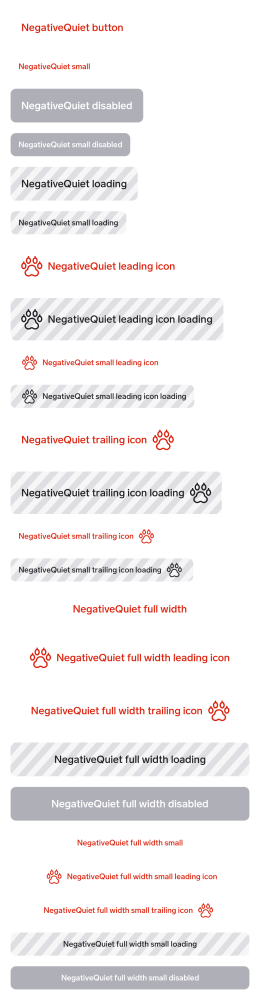 NegativeQuiet button
NegativeQuiet small
NegativeQuiet disabled
NegativeQuiet small disabled
NegativeQuiet loading
NegativeQuiet small loading
NegativeQuiet leading icon
NegativeQuiet leading icon loading
NegativeQuiet small leading icon
NegativeQuiet small leading icon loading
NegativeQuiet trailing icon
NegativeQuiet trailing icon loading
NegativeQuiet small trailing icon
NegativeQuiet small trailing icon loading
NegativeQuiet full width
NegativeQuiet full width leading icon
NegativeQuiet full width trailing icon
NegativeQuiet full width loading
NegativeQuiet full width disabled
NegativeQuiet full width small
NegativeQuiet full width small leading icon
NegativeQuiet full width small trailing icon
NegativeQuiet full width small loading
NegativeQuiet full width small disabled